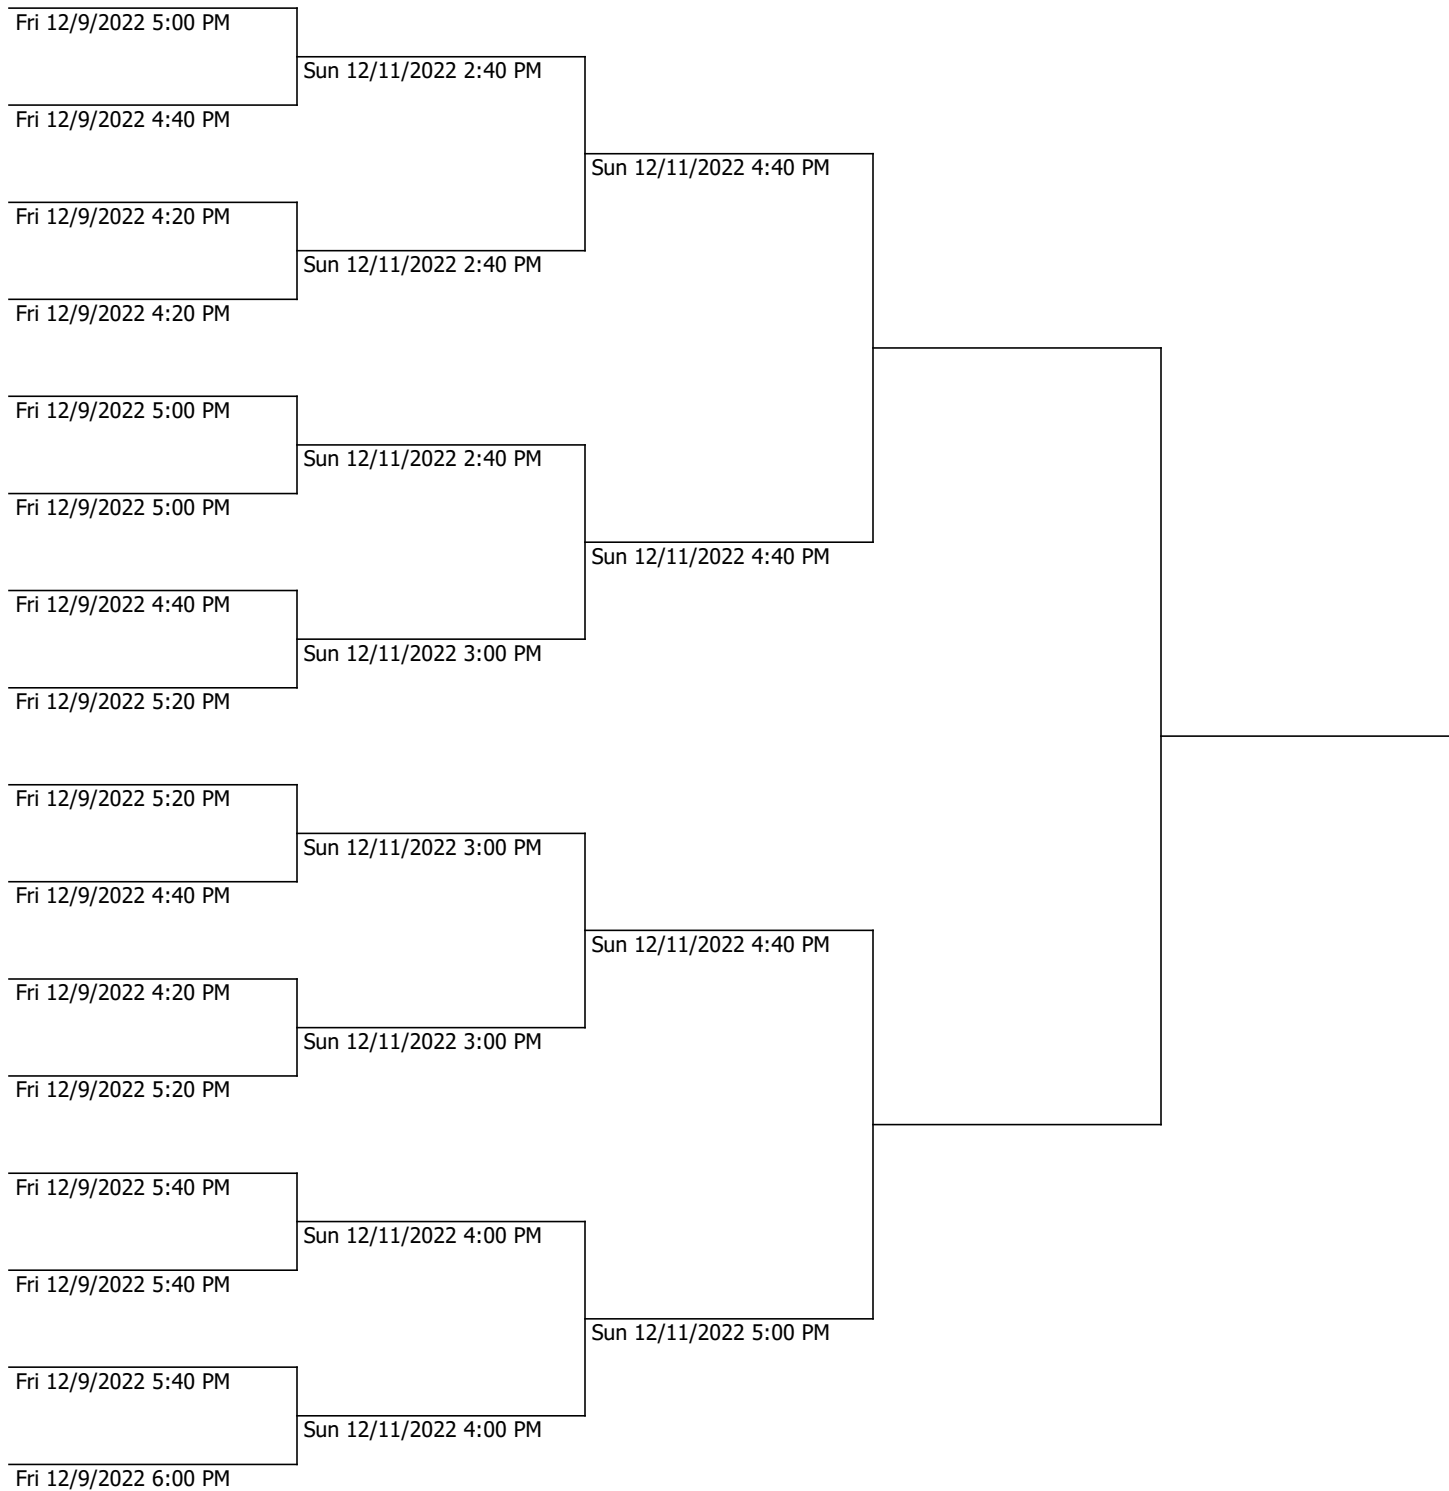 Fri 12/9/2022 5:00 PM
Sun 12/11/2022 2:40 PM
Fri 12/9/2022 4:40 PM
Sun 12/11/2022 4:40 PM
Fri 12/9/2022 4:20 PM
Sun 12/11/2022 2:40 PM
Fri 12/9/2022 4:20 PM
Fri 12/9/2022 5:00 PM
Sun 12/11/2022 2:40 PM
Fri 12/9/2022 5:00 PM
Sun 12/11/2022 4:40 PM
Fri 12/9/2022 4:40 PM
Sun 12/11/2022 3:00 PM
Fri 12/9/2022 5:20 PM
Fri 12/9/2022 5:20 PM
Sun 12/11/2022 3:00 PM
Fri 12/9/2022 4:40 PM
Sun 12/11/2022 4:40 PM
Fri 12/9/2022 4:20 PM
Sun 12/11/2022 3:00 PM
Fri 12/9/2022 5:20 PM
Fri 12/9/2022 5:40 PM
Sun 12/11/2022 4:00 PM
Fri 12/9/2022 5:40 PM
Sun 12/11/2022 5:00 PM
Fri 12/9/2022 5:40 PM
Sun 12/11/2022 4:00 PM
Fri 12/9/2022 6:00 PM